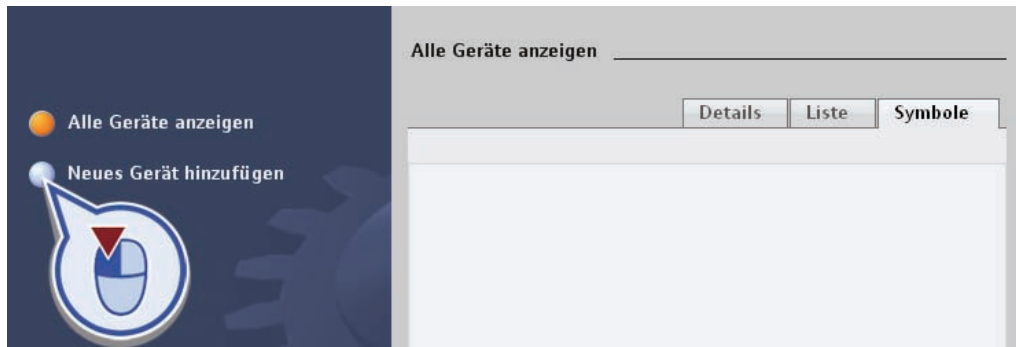 Alle Geräte anzeigen
Neues Gerät hinzufügen
Alle Geräte anzeigen
Details Liste Symbole